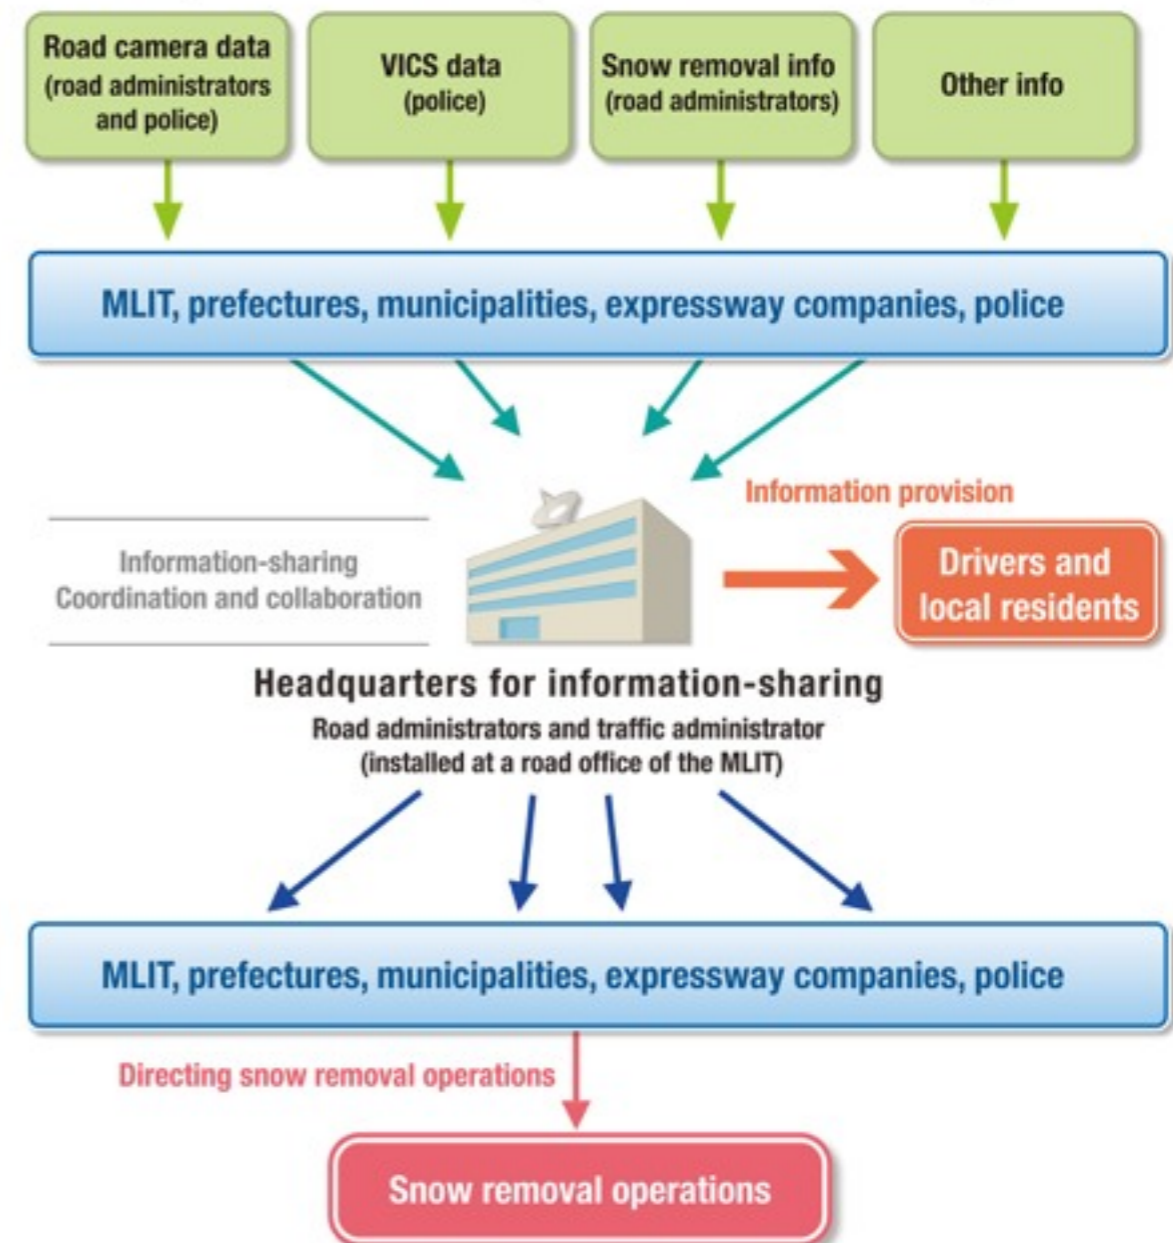 Road camera data
(road administrators
and police)
VICS data
(police)
Snow removal info
(road administrators)
Other info
MLIT, prefectures, municipalities, expressway companies, police
Information provision
Information-sharing
Coordination and collaboration
Drivers and
local residents
Headquarters for information-sharing
Road administrators and traffic administrator
(installed at a road office of the MLIT)
MLIT, prefectures, municipalities, expressway companies, police
Directing snow removal operations
Snow removal operations